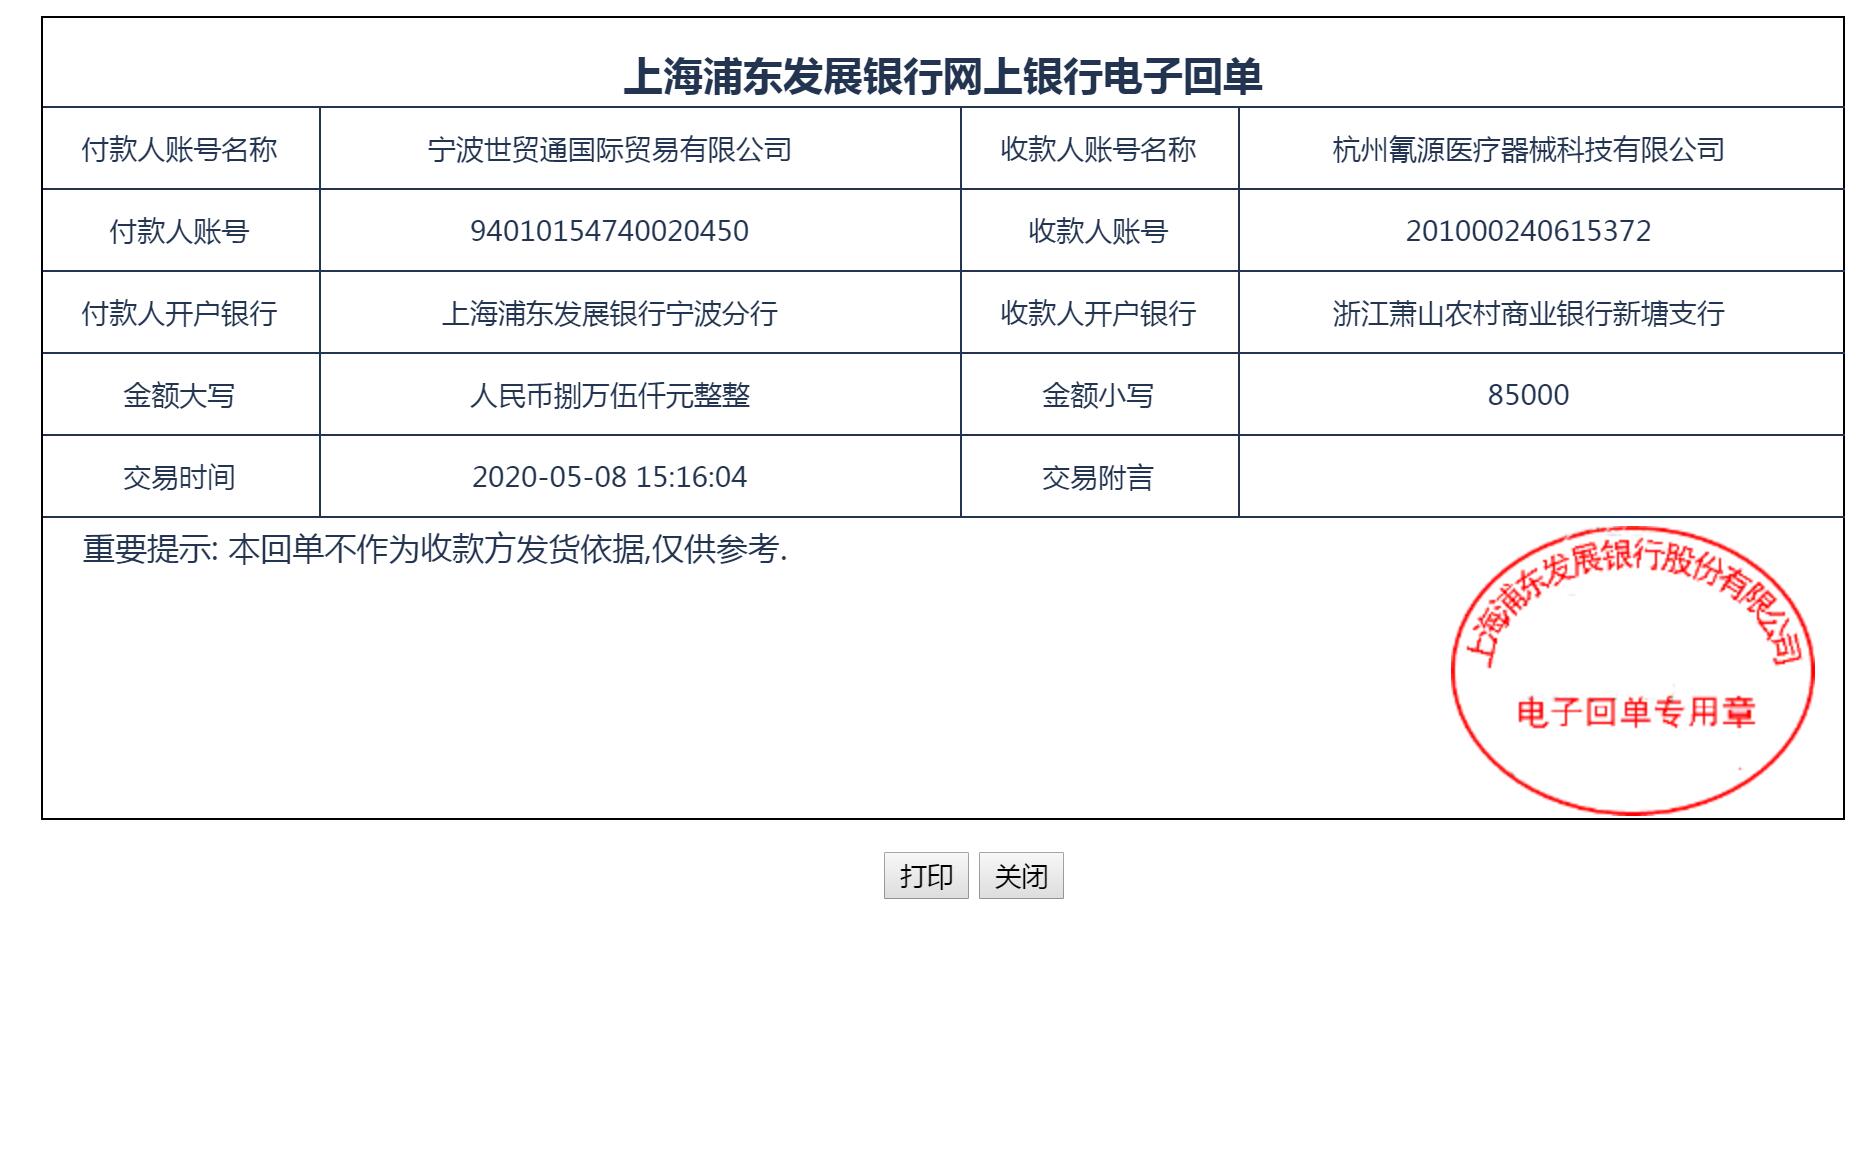 上海浦东发展银行网上银行电子回单
付款人账号名称 宁波世贸通国际贸易有限公司 收款人账号名称 杭州氰源医疗器械科技有限公司
付款人账号 94010154740020450 收款人账号 201000240615372
付款人开户银行 上海浦东发展银行宁波分行 收款人开户银行 浙江萧山农村商业银行新塘支行
金额大写 人民币捌万伍仟元整整 金额小写 85000
交易时间 2020-05-08 15:16:04 交易附言
重要提示: 本回单不作为收款方发货依据,仅供参考.
上海浦东发展银行股份有限公司
电子回单专用章
打印 关闭